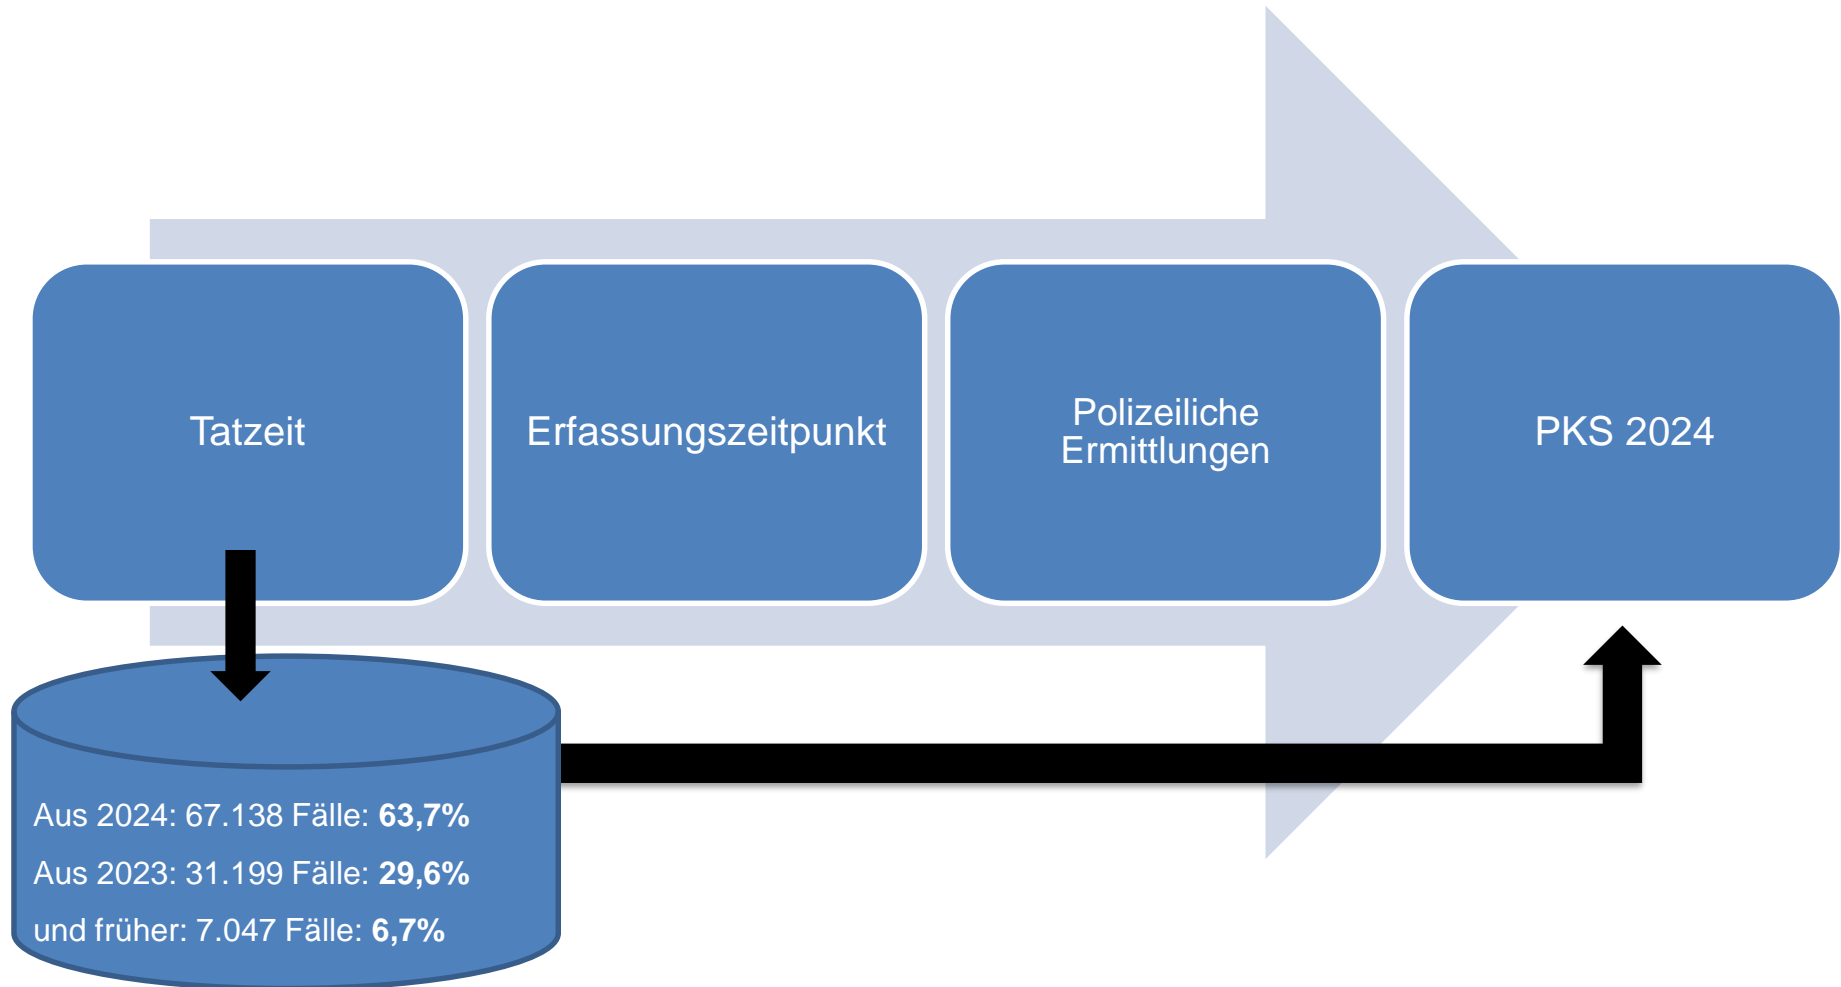 Tatzeit
Erfassungszeitpunkt
Polizeiliche
Ermittlungen
PKS 2024
Aus 2024: 67.138 Fälle: 63,7%
Aus 2023: 31.199 Fälle: 29,6%
und früher: 7.047 Fälle: 6,7%